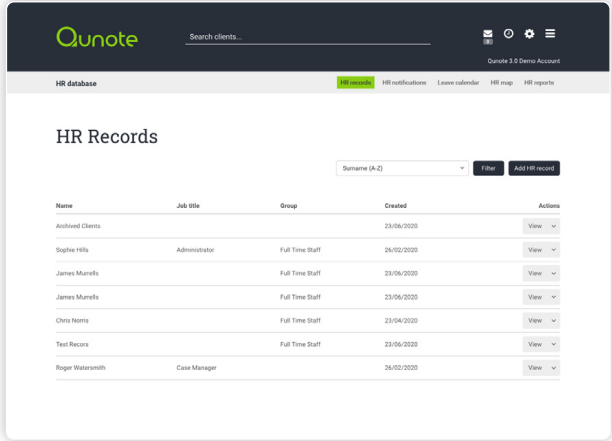 Qunote
Search clients...
0
Qunote 3.0 Demo Account
HR database
HR records HR notifications Leave calendar HR map HR reports
HR Records
Surname (A-Z) Filter Add HR record
Name Job title Group Created Actions
Archived Clients 23/06/2020 View
Sophie Hills Administrator Full Time Staff 26/02/2020 View
James Murrells Full Time Staff 23/06/2020 View
James Murrells Full Time Staff 23/06/2020 View
Chris Norris Full Time Staff 23/04/2020 View
Test Recors Full Time Staff 23/06/2020 View
Roger Watersmith Case Manager 26/02/2020 View